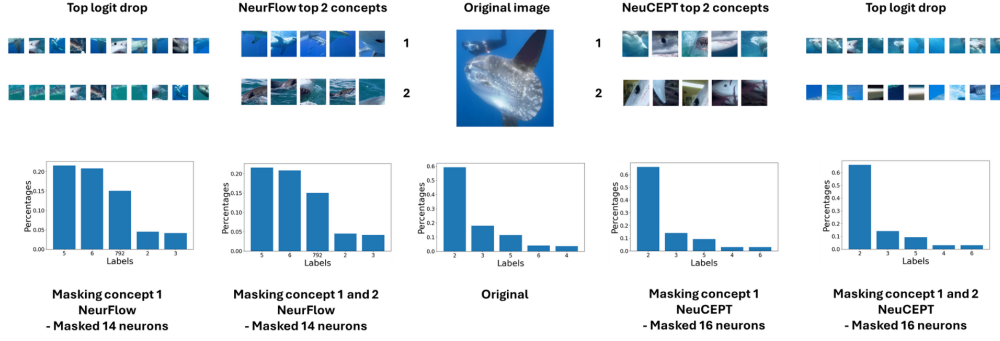 Top logit drop
NeurFlow top 2 concepts
Original image
NeuCEPT top 2 concepts
Top logit drop
1
2
1
2
Percentages
0.20
0.15
0.10
0.05
0.00
5 6 792 2 3
Labels
Percentages
0.20
0.15
0.10
0.05
0.00
5 6 792 2 3
Labels
Percentages
0.6
0.5
0.4
0.3
0.2
0.1
0.0
2 3 5 6 4
Labels
Percentages
0.6
0.5
0.4
0.3
0.2
0.1
0.0
2 3 5 4 6
Labels
Percentages
0.6
0.5
0.4
0.3
0.2
0.1
0.0
2 3 5 4 6
Labels
Masking concept 1
NeurFlow
- Masked 14 neurons
Masking concept 1 and 2
NeurFlow
- Masked 14 neurons
Original
Masking concept 1
NeuCEPT
- Masked 16 neurons
Masking concept 1 and 2
NeuCEPT
- Masked 16 neurons